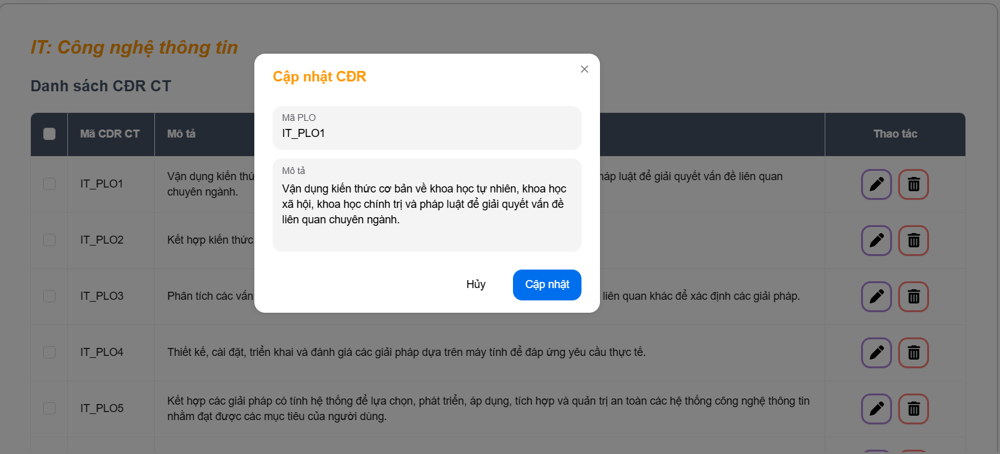 IT: Công nghệ thông tin
Danh sách CĐR CT
Cập nhật CĐR
Mã PLO
IT_PLO1
Mô tả
Vận dụng kiến thức cơ bản về khoa học tự nhiên, khoa học
xã hội, khoa học chính trị và pháp luật để giải quyết vấn đề
liên quan chuyên ngành.
Hủy
Cập nhật
Mã CDR CT
Mô tả
Thao tác
IT_PLO1
Vận dụng kiến luật để giải quyết vấn đề liên quan
chuyên ngành.
IT_PLO2
Kết hợp kiến thức
IT_PLO3
Phân tích các vấn liên quan khác để xác định các giải pháp.
IT_PLO4
Thiết kế, cài đặt, triển khai và đánh giá các giải pháp dựa trên máy tính để đáp ứng yêu cầu thực tế.
IT_PLO5
Kết hợp các giải pháp có tính hệ thống để lựa chọn, phát triển, áp dụng, tích hợp và quản trị an toàn các hệ thống công nghệ thông tin
nhằm đạt được các mục tiêu của người dùng.